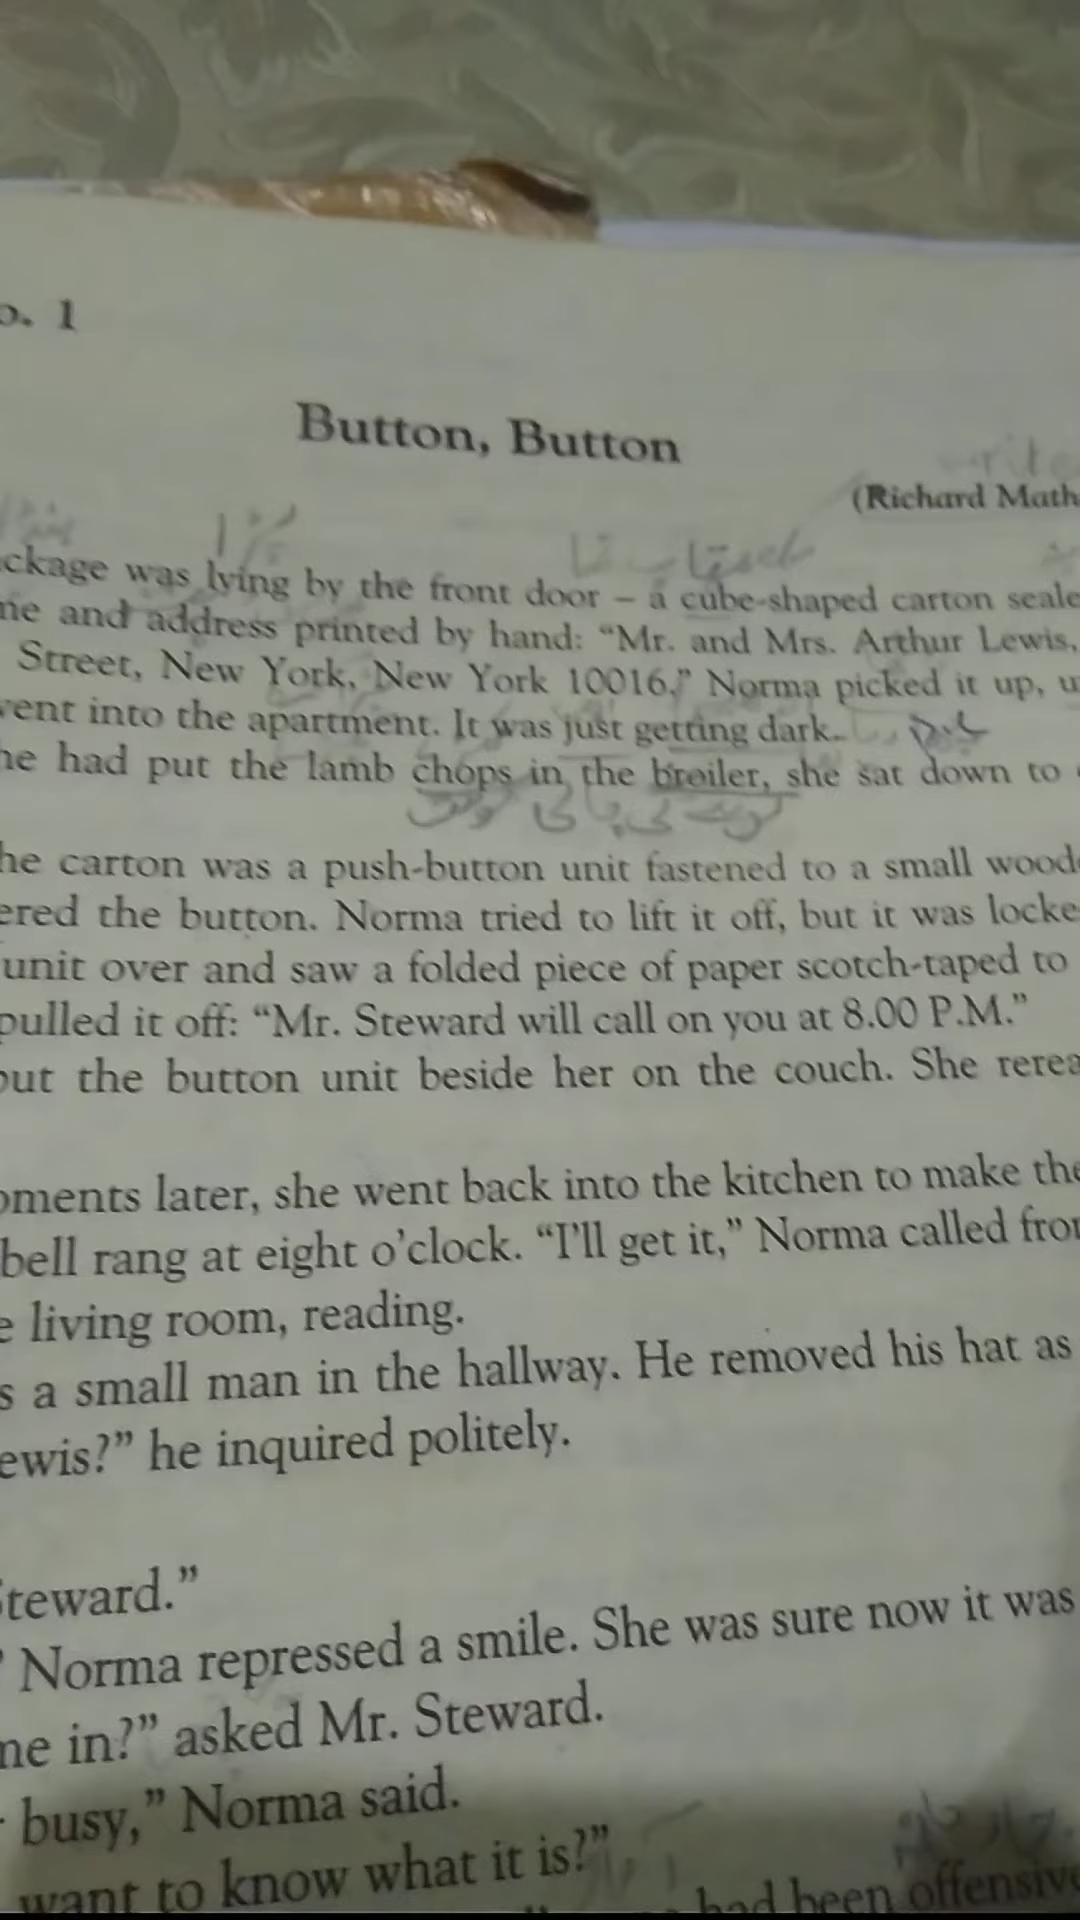 o. 1
Button, Button
write
(Richard Math
ckage was lying by the front door – a cube-shaped carton seale
me and address printed by hand: “Mr. and Mrs. Arthur Lewis,
Street, New York, New York 10016.” Norma picked it up, u
vent into the apartment. It was just getting dark.
he had put the lamb chops in the broiler, she sat down to
he carton was a push-button unit fastened to a small wood
ered the button. Norma tried to lift it off, but it was locke
unit over and saw a folded piece of paper scotch-taped to
pulled it off: “Mr. Steward will call on you at 8.00 P.M.”
out the button unit beside her on the couch. She rerea
oments later, she went back into the kitchen to make the
bell rang at eight o’clock. “I’ll get it,” Norma called fror
e living room, reading.
s a small man in the hallway. He removed his hat as
ewis?” he inquired politely.
Steward.”
” Norma repressed a smile. She was sure now it was
me in?” asked Mr. Steward.
busy,” Norma said.
want to know what it is?”
had been offensive